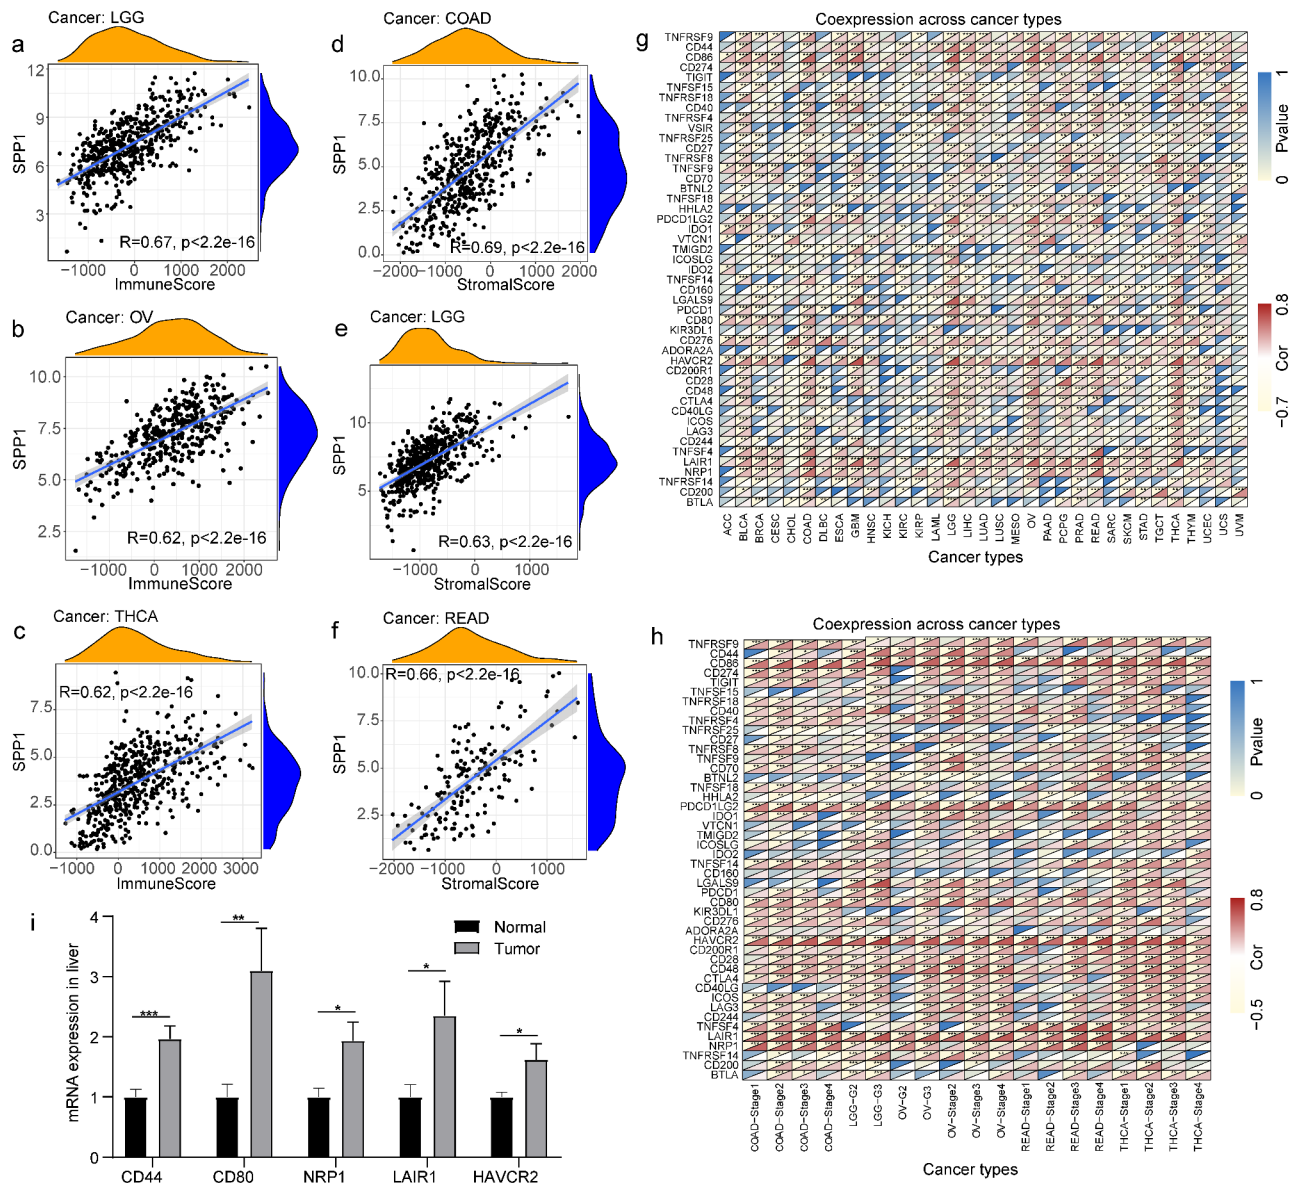 a
Cancer: LGG
12
9
6
3
SPP1
R=0.67, p<2.2e-16
−1000 0 1000 2000
ImmuneScore
b
Cancer: OV
10.0
7.5
5.0
2.5
SPP1
R=0.62, p<2.2e-16
−1000 0 1000 2000
ImmuneScore
c
Cancer: THCA
7.5
5.0
2.5
0.0
SPP1
R=0.62, p<2.2e-16
−1000 0 1000 2000 3000
ImmuneScore
d
Cancer: COAD
10.0
7.5
5.0
2.5
0.0
SPP1
R=0.69, p<2.2e-16
−2000 −1000 0 1000 2000
StromalScore
e
Cancer: LGG
10
5
SPP1
R=0.63, p<2.2e-16
−1000 0 1000
StromalScore
f
Cancer: READ
10.0
7.5
5.0
2.5
SPP1
R=0.66, p<2.2e-16
−2000 −1000 0 1000
StromalScore
g
Coexpression across cancer types
TNFRSF9
CD44
CD86
CD274
TIGIT
TNFSF15
TNFRSF18
CD40
TNFRSF4
VSIR
TNFRSF25
CD27
TNFRSF8
TNFSF9
CD70
BTNL2
TNFSF18
HHLA2
PDCD1LG2
IDO1
VTCN1
TMIGD2
ICOSLG
IDO2
TNFSF14
CD160
LGALS9
PDCD1
CD80
KIR3DL1
CD276
ADORA2A
HAVCR2
CD200R1
CD28
CD48
CTLA4
CD40LG
ICOS
LAG3
CD244
TNFSF4
LAIR1
NRP1
TNFRSF14
CD200
BTLA
ACC BLCA BRCA CESC CHOL COAD DLBC ESCA GBM HNSC KICH KIRC KIRP LAML LGG LIHC LUAD LUSC MESO OV PAAD PCPG PRAD READ SARC SKCM STAD TGCT THCA THYM UCEC UCS UVM
Cancer types
1
0
Pvalue
0.8
−0.7
Cor
h
Coexpression across cancer types
TNFRSF9
CD44
CD86
CD274
TIGIT
TNFSF15
TNFRSF18
CD40
TNFRSF4
TNFRSF25
CD27
TNFRSF8
TNFSF9
CD70
BTNL2
TNFSF18
HHLA2
PDCD1LG2
IDO1
VTCN1
TMIGD2
ICOSLG
IDO2
TNFSF14
CD160
LGALS9
PDCD1
CD80
KIR3DL1
CD276
ADORA2A
HAVCR2
CD200R1
CD28
CD48
CTLA4
CD40LG
ICOS
LAG3
CD244
TNFSF4
LAIR1
NRP1
TNFRSF14
CD200
BTLA
COAD−Stage1 COAD−Stage2 COAD−Stage3 COAD−Stage4 LGG−G2 LGG−G3 OV−G2 OV−G3 OV−Stage2 OV−Stage3 OV−Stage4 READ−Stage1 READ−Stage2 READ−Stage3 READ−Stage4 THCA−Stage1 THCA−Stage2 THCA−Stage3 THCA−Stage4
Cancer types
1
0
Pvalue
0.8
−0.5
Cor
i
4
3
2
1
0
mRNA expression in liver
Normal
Tumor
***
**
*
*
*
CD44 CD80 NRP1 LAIR1 HAVCR2